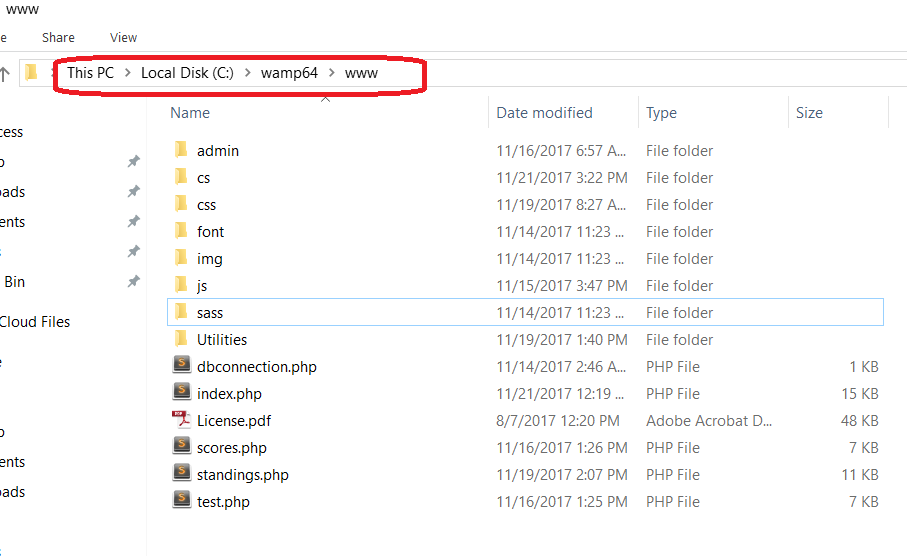 www
e Share View
This PC > Local Disk (C:) > wamp64 > www
Name Date modified Type Size
admin 11/16/2017 6:57 A... File folder
cs 11/21/2017 3:22 PM File folder
css 11/19/2017 8:27 A... File folder
font 11/14/2017 11:23 ... File folder
img 11/14/2017 11:23 ... File folder
js 11/15/2017 3:47 PM File folder
sass 11/14/2017 11:23 ... File folder
Utilities 11/19/2017 1:40 PM File folder
dbconnection.php 11/14/2017 2:46 A... PHP File 1 KB
index.php 11/21/2017 12:19 ... PHP File 15 KB
License.pdf 8/7/2017 12:20 PM Adobe Acrobat D... 48 KB
scores.php 11/16/2017 1:26 PM PHP File 7 KB
standings.php 11/19/2017 2:07 PM PHP File 11 KB
test.php 11/16/2017 1:25 PM PHP File 7 KB
cess
p
oads
ents
s
Bin
Cloud Files
e
p
ents
oads
s